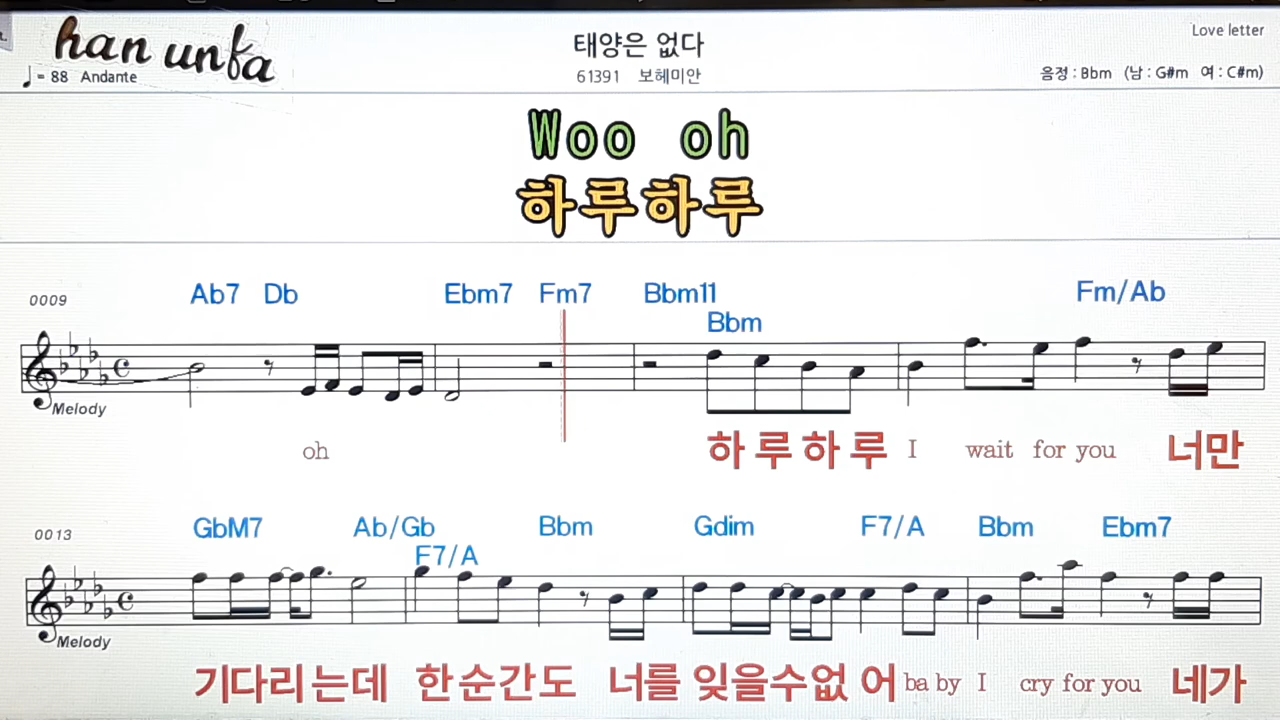 han unfa
Love letter
태양은 없다
♩= 88 Andante
61391 보헤미안
음정 : Bbm (남 : G#m 여 : C#m)
Woo oh
하루하루
0009
Ab7 Db Ebm7 Fm7 Bbm11 Fm/Ab
Bbm
Melody
oh 하루하루 I wait for you 너만
0013
GbM7 Ab/Gb Bbm Gdim F7/A Bbm Ebm7
F7/A
Melody
기다리는데 한순간도 너를 잊을수없어 ba by I cry for you 네가